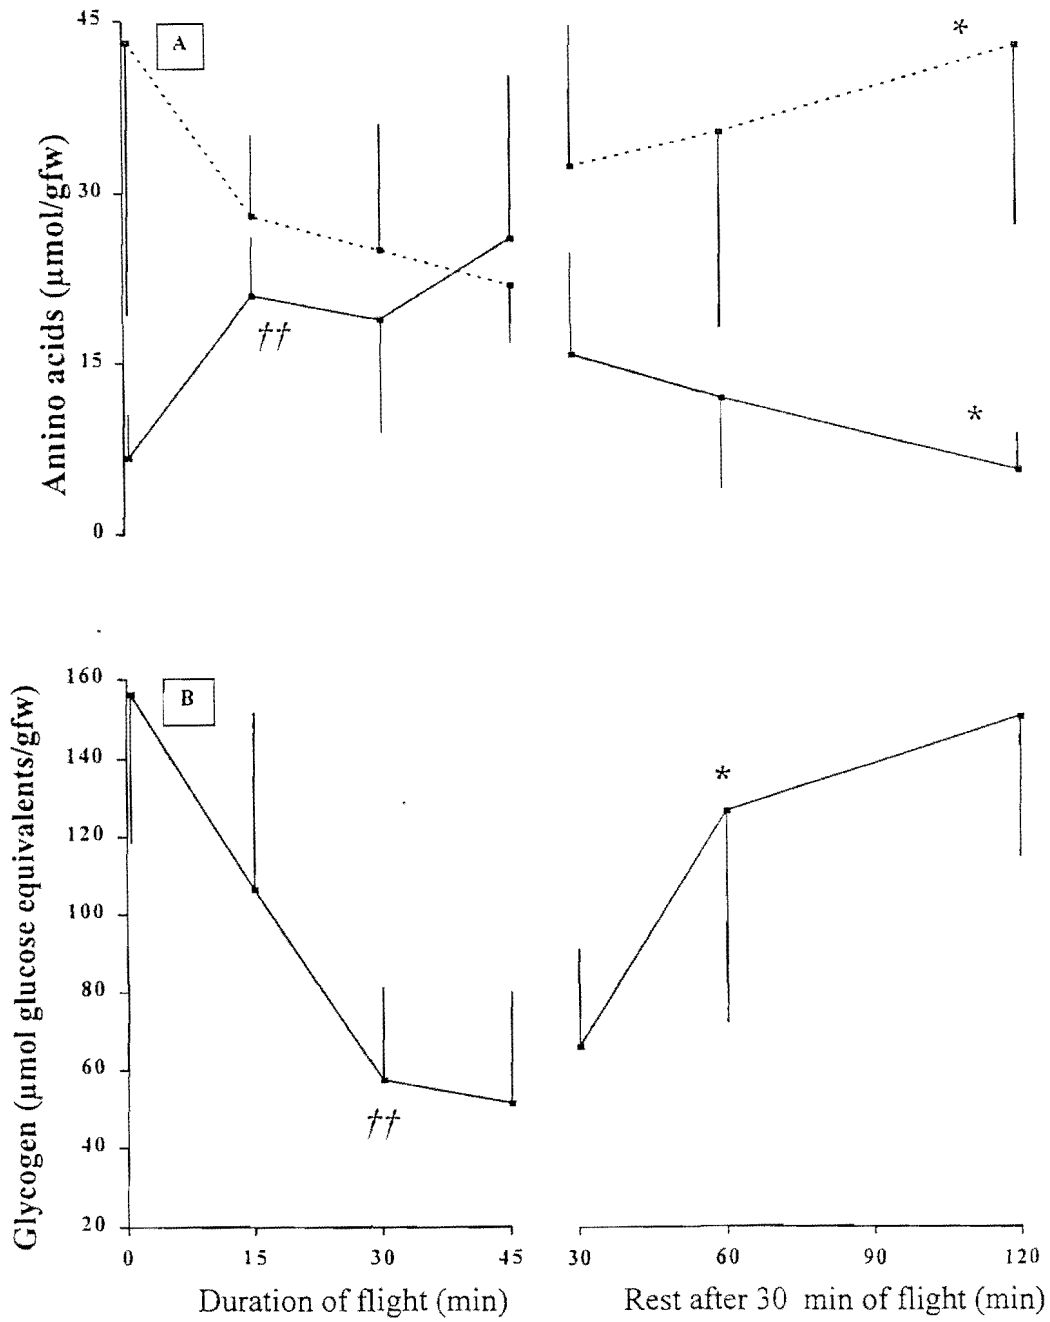 45
A
*
30
15
0
Amino acids (µmol/gfw)
††
*
160
B
140
*
120
100
80
60
40
20
††
Glycogen (µmol glucose equivalents/gfw)
0 15 30 45 30 60 90 120
Duration of flight (min) Rest after 30 min of flight (min)